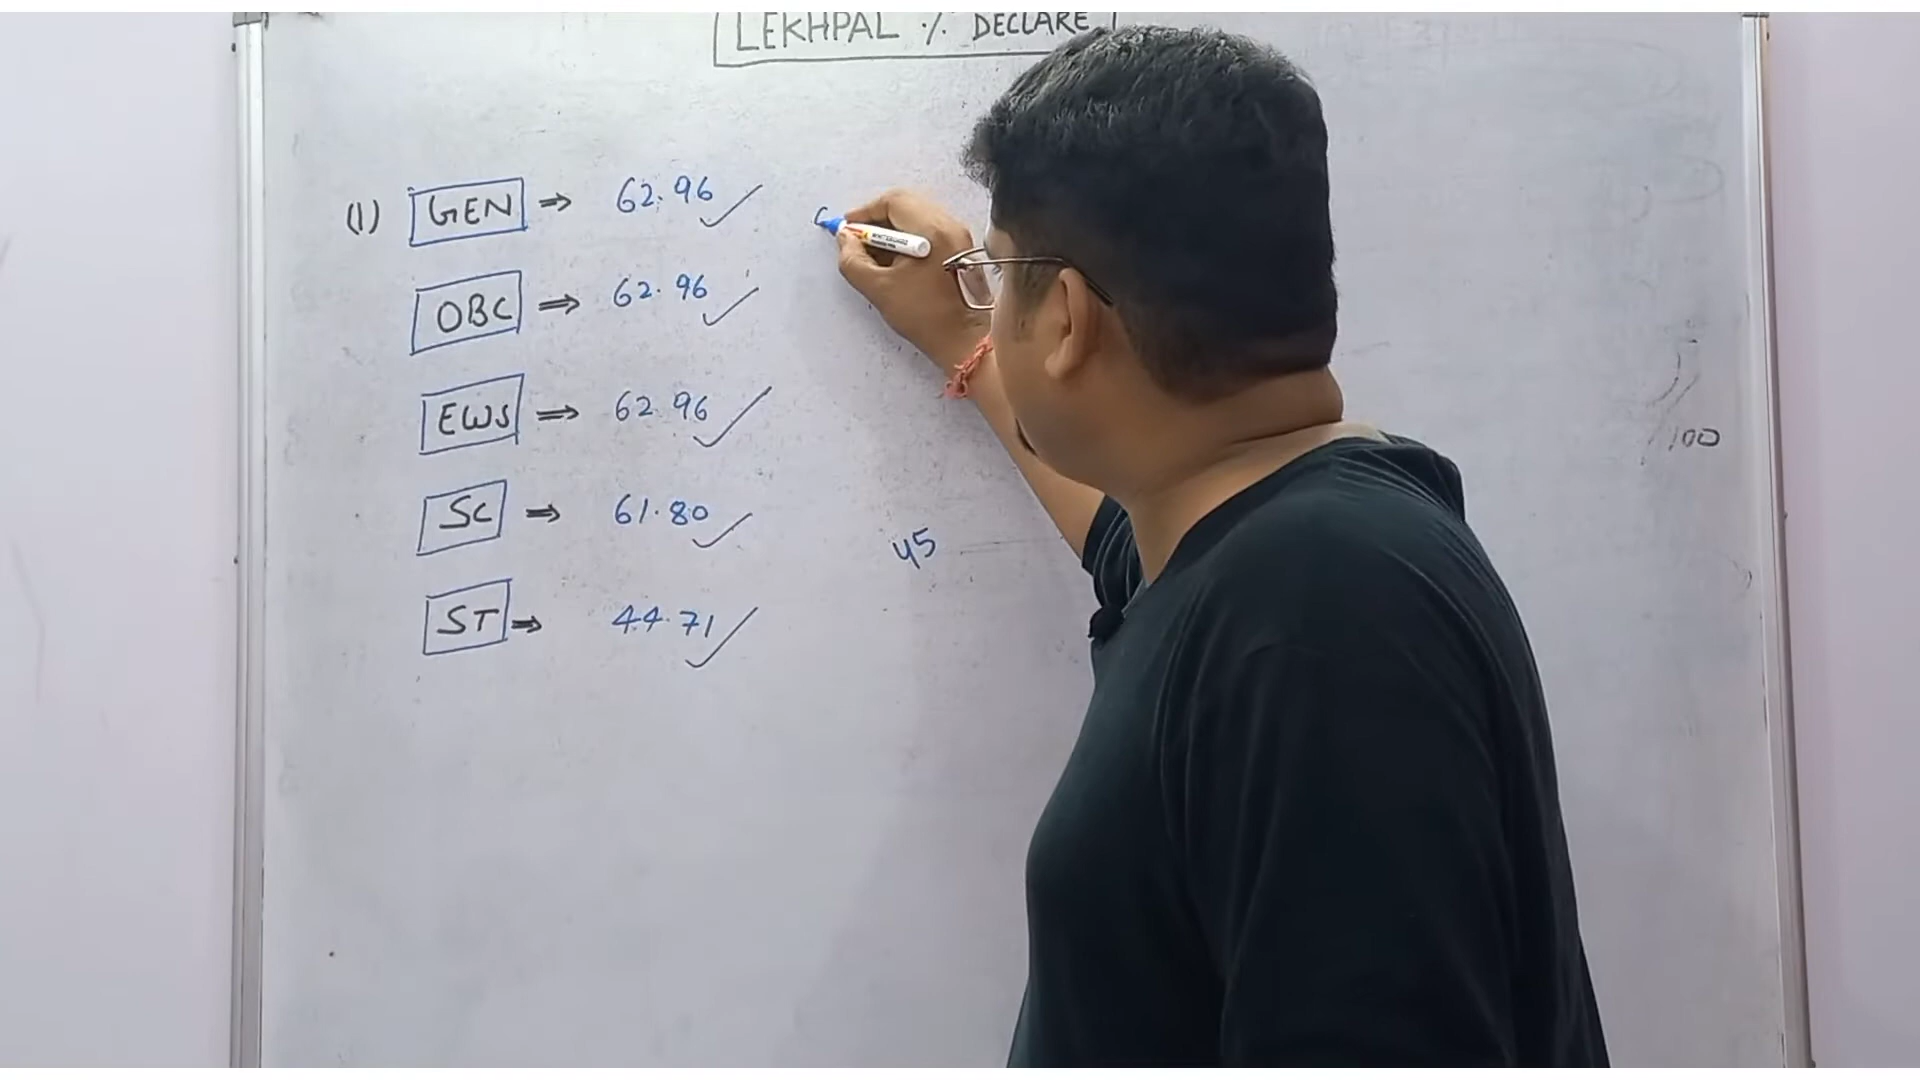 LEKHPAL % DECLARE
(1) GEN ⇒ 62.96 ✓
OBC ⇒ 62.96 ✓
EWS ⇒ 62.96 ✓
SC ⇒ 61.80 ✓
ST ⇒ 44.71 ✓
45
/100
WHITEBOARD